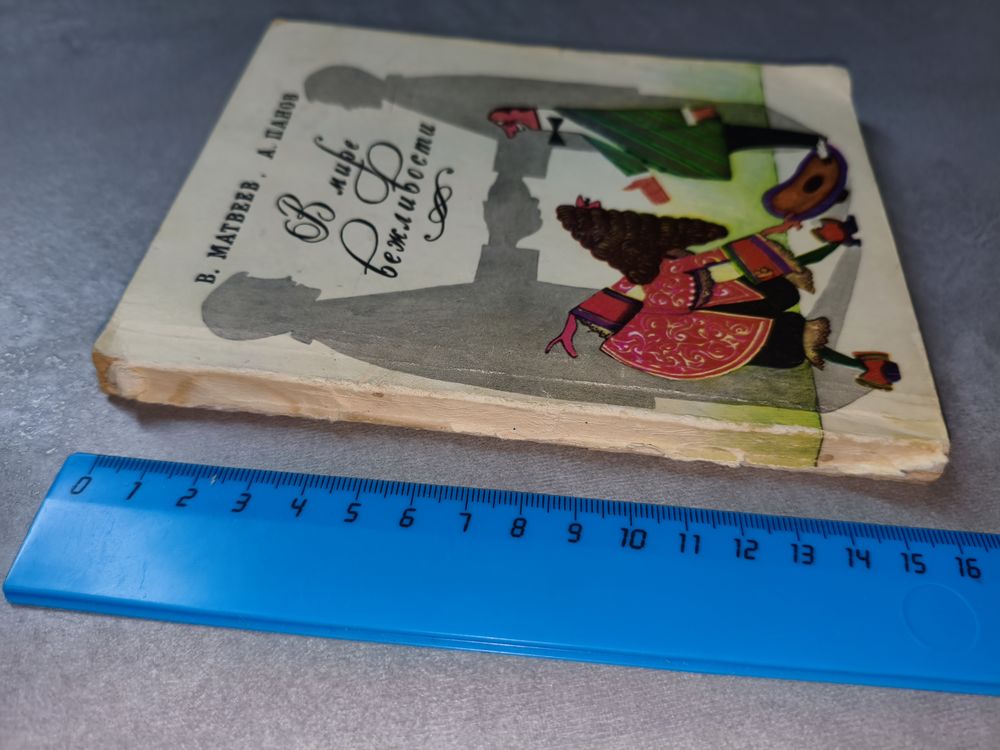 В. МАТВЕЕВ. А. ПАНОВ
В мире
вежливости
0 1 2 3 4 5 6 7 8 9 10 11 12 13 14 15 16